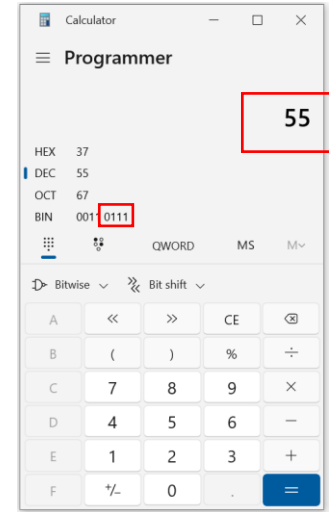 Calculator
Programmer
55
HEX 37
DEC 55
OCT 67
BIN 0011 0111
QWORD MS M
Bitwise Bit shift
A << >> CE
B ( ) % ÷
C 7 8 9 ×
D 4 5 6 −
E 1 2 3 +
F +/− 0 . =